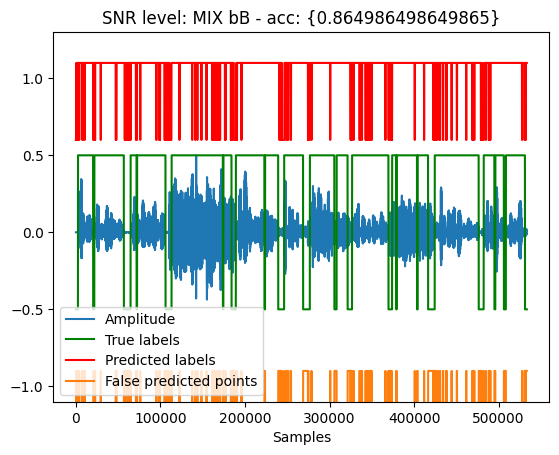 SNR level: MIX bB - acc: {0.864986498649865}
1.0
0.5
0.0
−0.5
−1.0
Amplitude
True labels
Predicted labels
False predicted points
0
100000
200000
300000
400000
500000
Samples